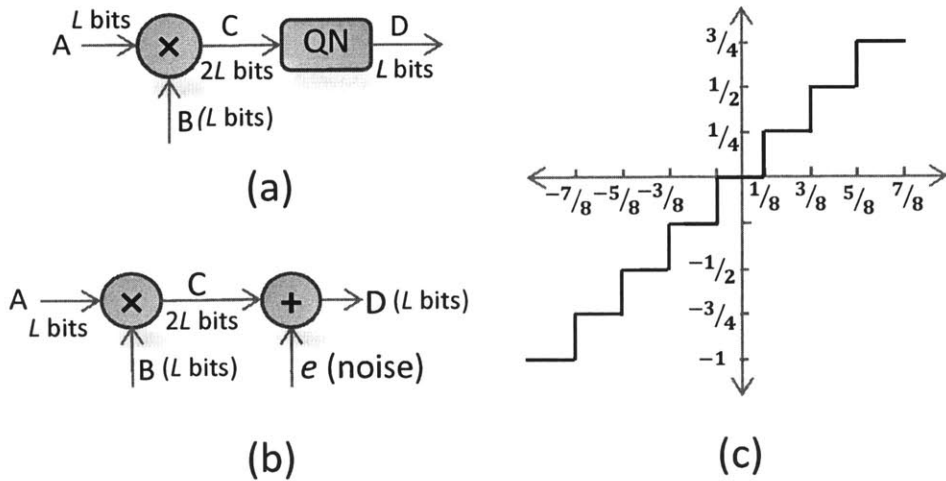 L bits
A
×
C
2L bits
QN
D
L bits
B (L bits)
(a)
A
L bits
×
C
2L bits
+
D (L bits)
B (L bits)
e (noise)
(b)
3/4
1/2
1/4
-7/8 -5/8 -3/8 1/8 3/8 5/8 7/8
-1/2
-3/4
-1
(c)